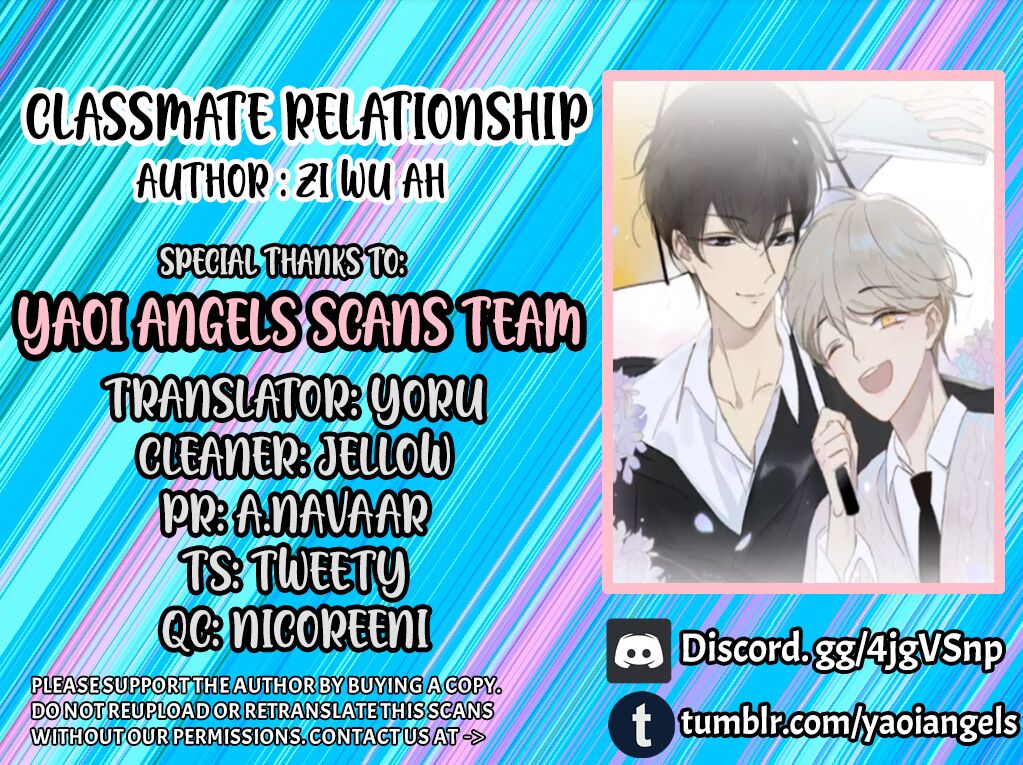 CLASSMATE RELATIONSHIP
AUTHOR : ZI WU AH
SPECIAL THANKS TO:
YAOI ANGELS SCANS TEAM
TRANSLATOR: YORU
CLEANER: JELLOW
PR: A.NAVAAR
TS: TWEETY
QC: NICOREENI
PLEASE SUPPORT THE AUTHOR BY BUYING A COPY.
DO NOT REUPLOAD OR RETRANSLATE THIS SCANS
WITHOUT OUR PERMISSIONS. CONTACT US AT ->
Discord.gg/4jgVSnp
t tumblr.com/yaoiangels